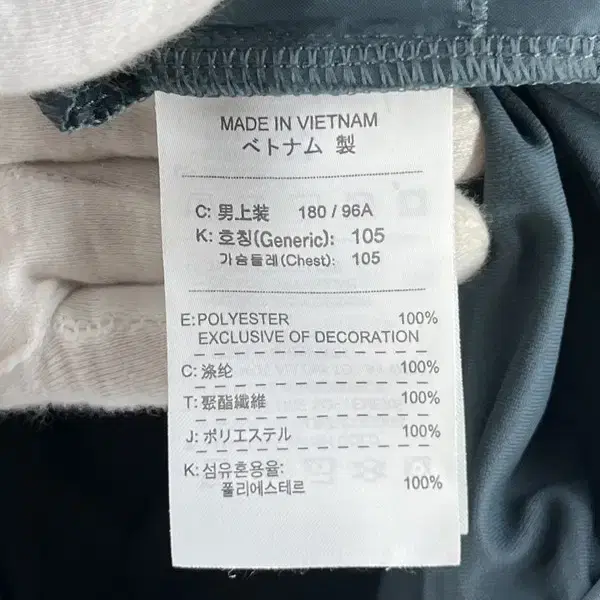 MADE IN VIETNAM
ベトナム 製
C: 男上装 180 / 96A
K: 호칭(Generic): 105
가슴둘레(Chest): 105
E:POLYESTER 100%
EXCLUSIVE OF DECORATION
C: 涤纶 100%
T: 聚酯纖維 100%
J: ポリエステル 100%
K: 섬유혼용율:
폴리에스테르 100%